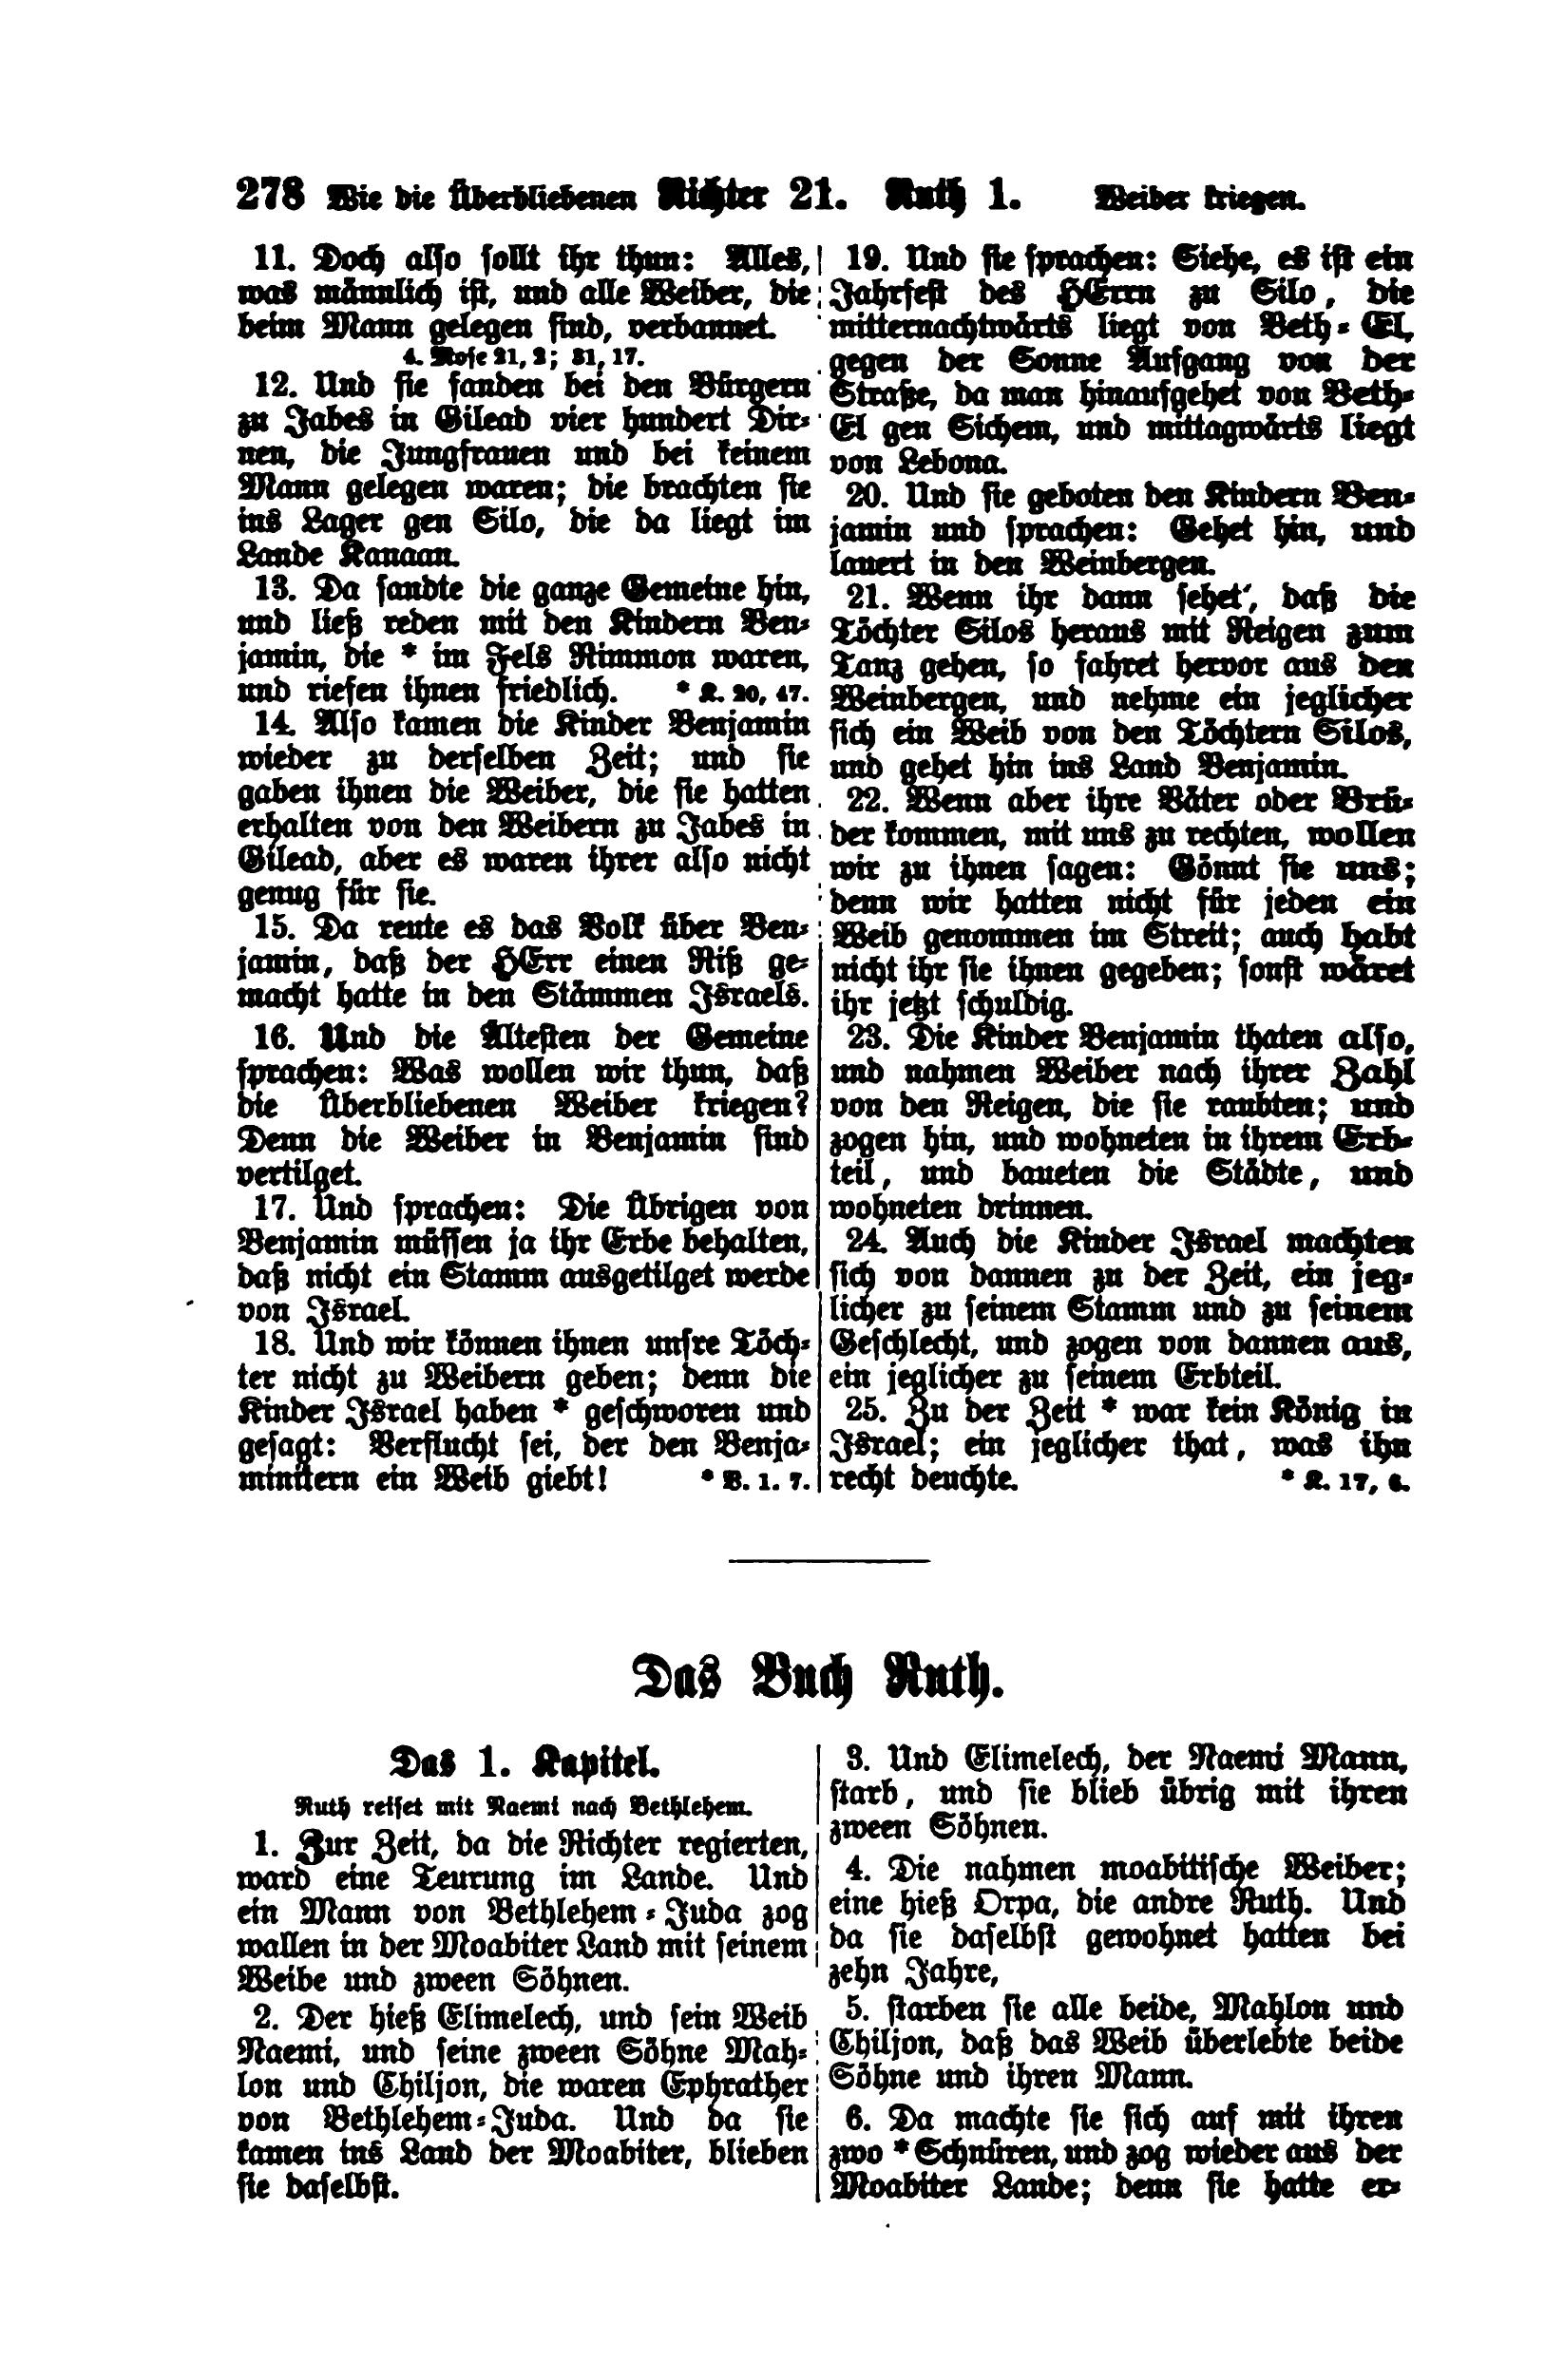 278 Wie die Überbliebenen Richter 21. Ruth 1. Weiber kriegen.
11. Doch also sollt ihr thun: Alles,
was männlich ist, und alle Weiber, die
beim Mann gelegen sind, verbannet.
4. Mose 21, 2; 31, 17.
12. Und sie fanden bei den Bürgern
zu Jabes in Gilead vier hundert Dir-
nen, die Jungfrauen und bei keinem
Mann gelegen waren; die brachten sie
ins Lager gen Silo, die da liegt im
Lande Kanaan.
13. Da sandte die ganze Gemeine hin,
und ließ reden mit den Kindern Ben-
jamin, die * im Fels Rimmon waren,
und riefen ihnen friedlich. * K. 20, 47.
14. Also kamen die Kinder Benjamin
wieder zu derselben Zeit; und sie
gaben ihnen die Weiber, die sie hatten
erhalten von den Weibern zu Jabes in
Gilead, aber es waren ihrer also nicht
genug für sie.
15. Da reute es das Volk über Ben-
jamin, daß der HErr einen Riß ge-
macht hatte in den Stämmen Israels.
16. Und die Ältesten der Gemeine
sprachen: Was wollen wir thun, daß
die Überbliebenen Weiber kriegen?
Denn die Weiber in Benjamin sind
vertilget.
17. Und sprachen: Die Übrigen von
Benjamin müssen ja ihr Erbe behalten,
daß nicht ein Stamm ausgetilget werde
von Israel.
18. Und wir können ihnen unsre Töch-
ter nicht zu Weibern geben; denn die
Kinder Israel haben * geschworen und
gesagt: Verflucht sei, der den Benja-
minitern ein Weib giebt! * V. 1. 7.
19. Und sie sprachen: Siehe, es ist ein
Jahrfest des HErrn zu Silo, die
mitternachtwärts liegt von Beth-El,
gegen der Sonne Aufgang von der
Straße, da man hinaufgehet von Beth-
El gen Sichem, und mittagwärts liegt
von Lebona.
20. Und sie geboten den Kindern Ben-
jamin und sprachen: Gehet hin, und
lauert in den Weinbergen.
21. Wenn ihr dann sehet, daß die
Töchter Silos heraus mit Reigen zum
Tanz gehen, so fahret hervor aus den
Weinbergen, und nehme ein jeglicher
sich ein Weib von den Töchtern Silos,
und gehet hin ins Land Benjamin.
22. Wenn aber ihre Väter oder Brü-
der kommen, mit uns zu rechten, wollen
wir zu ihnen sagen: Gönnt sie uns;
denn wir hatten nicht für jeden ein
Weib genommen im Streit; auch habt
nicht ihr sie ihnen gegeben; sonst wäret
ihr jetzt schuldig.
23. Die Kinder Benjamin thaten also,
und nahmen Weiber nach ihrer Zahl
von den Reigen, die sie raubten; und
zogen hin, und wohneten in ihrem Erb-
teil, und baueten die Städte, und
wohneten drinnen.
24. Auch die Kinder Israel machten
sich von dannen zu der Zeit, ein jeg-
licher zu seinem Stamm und zu seinem
Geschlecht, und zogen von dannen aus,
ein jeglicher zu seinem Erbteil.
25. Zu der Zeit * war kein König in
Israel; ein jeglicher that, was ihn
recht deuchte. * K. 17, 6.
Das Buch Ruth.
Das 1. Kapitel.
Ruth reiset mit Naemi nach Bethlehem.
1. Zur Zeit, da die Richter regierten,
ward eine Teurung im Lande. Und
ein Mann von Bethlehem-Juda zog
wallen in der Moabiter Land mit seinem
Weibe und zween Söhnen.
2. Der hieß Elimelech, und sein Weib
Naemi, und seine zween Söhne Mah-
lon und Chiljon, die waren Ephrather
von Bethlehem-Juda. Und da sie
kamen ins Land der Moabiter, blieben
sie daselbst.
3. Und Elimelech, der Naemi Mann,
starb, und sie blieb übrig mit ihren
zween Söhnen.
4. Die nahmen moabitische Weiber;
eine hieß Orpa, die andre Ruth. Und
da sie daselbst gewohnet hatten bei
zehn Jahre,
5. starben sie alle beide, Mahlon und
Chiljon, daß das Weib überlebte beide
Söhne und ihren Mann.
6. Da machte sie sich auf mit ihren
zwo * Schnüren, und zog wieder aus der
Moabiter Lande; denn sie hatte er-